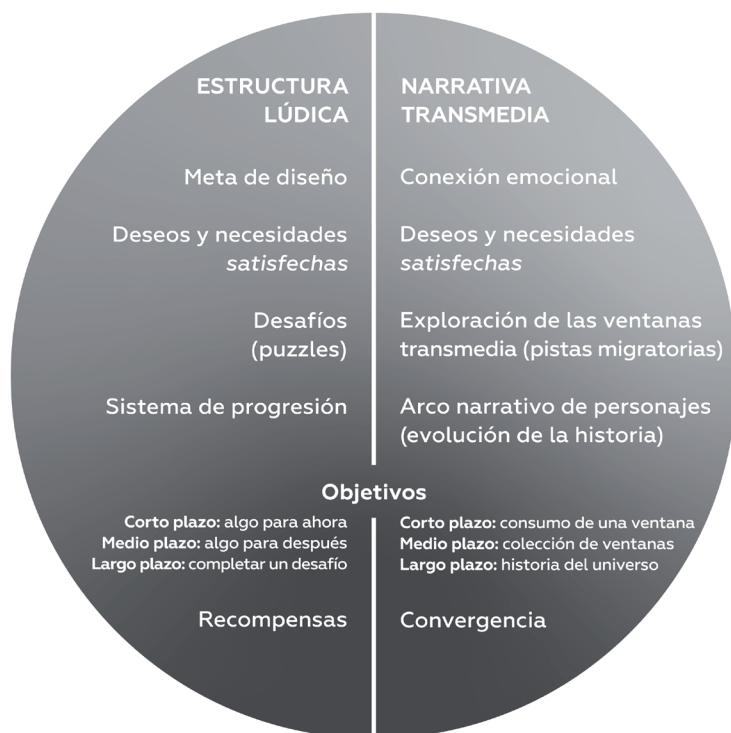 ESTRUCTURA
LÚDICA
Meta de diseño
Deseos y necesidades
satisfechas
Desafíos
(puzzles)
Sistema de progresión
NARRATIVA
TRANSMEDIA
Conexión emocional
Deseos y necesidades
satisfechas
Exploración de las ventanas
transmedia (pistas migratorias)
Arco narrativo de personajes
(evolución de la historia)
Objetivos
Corto plazo: algo para ahora
Medio plazo: algo para después
Largo plazo: completar un desafío
Recompensas
Corto plazo: consumo de una ventana
Medio plazo: colección de ventanas
Largo plazo: historia del universo
Convergencia